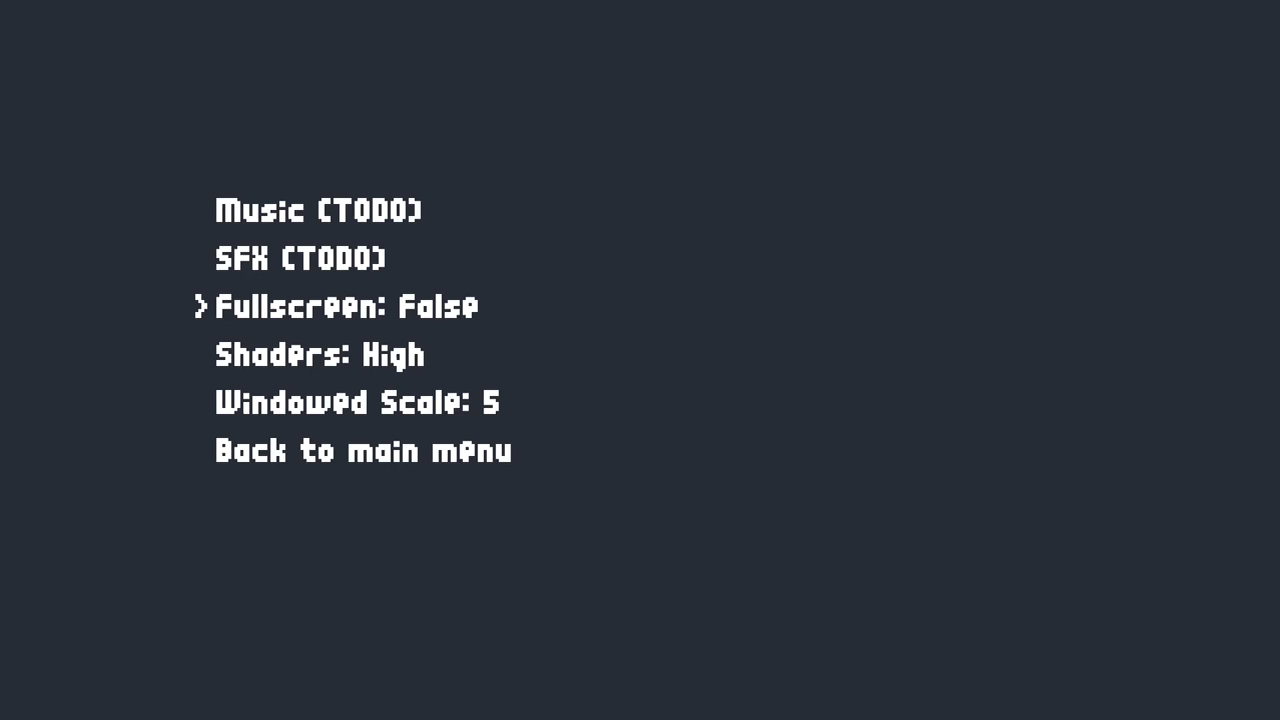 Music (TODO)
SFX (TODO)
>Fullscreen: False
Shaders: High
Windowed Scale: 5
Back to main menu